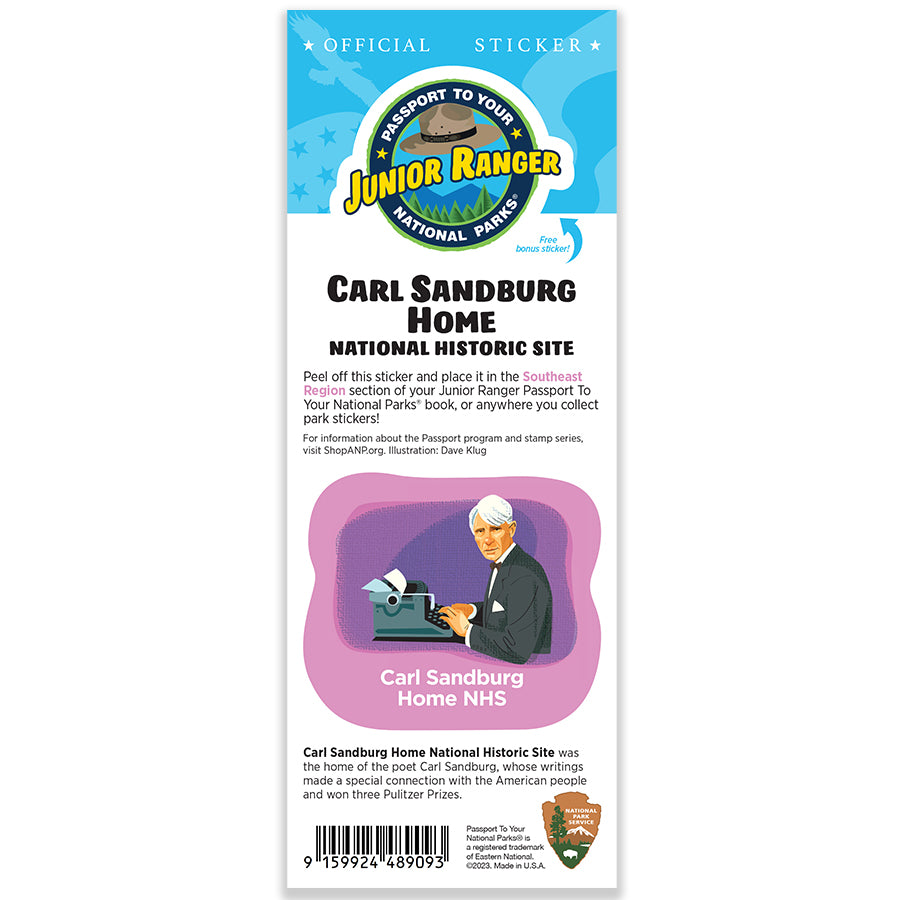 ★ OFFICIAL STICKER ★
PASSPORT TO YOUR
JUNIOR RANGER
NATIONAL PARKS®
Free
bonus sticker!
CARL SANDBURG
HOME
NATIONAL HISTORIC SITE
Peel off this sticker and place it in the Southeast
Region section of your Junior Ranger Passport To
Your National Parks® book, or anywhere you collect
park stickers!
For information about the Passport program and stamp series,
visit ShopANP.org. Illustration: Dave Klug
Carl Sandburg
Home NHS
Carl Sandburg Home National Historic Site was
the home of the poet Carl Sandburg, whose writings
made a special connection with the American people
and won three Pulitzer Prizes.
NATIONAL
PARK
SERVICE
Passport To Your
National Parks® is
a registered trademark
of Eastern National.
©2023. Made in U.S.A.
9 159924 489093